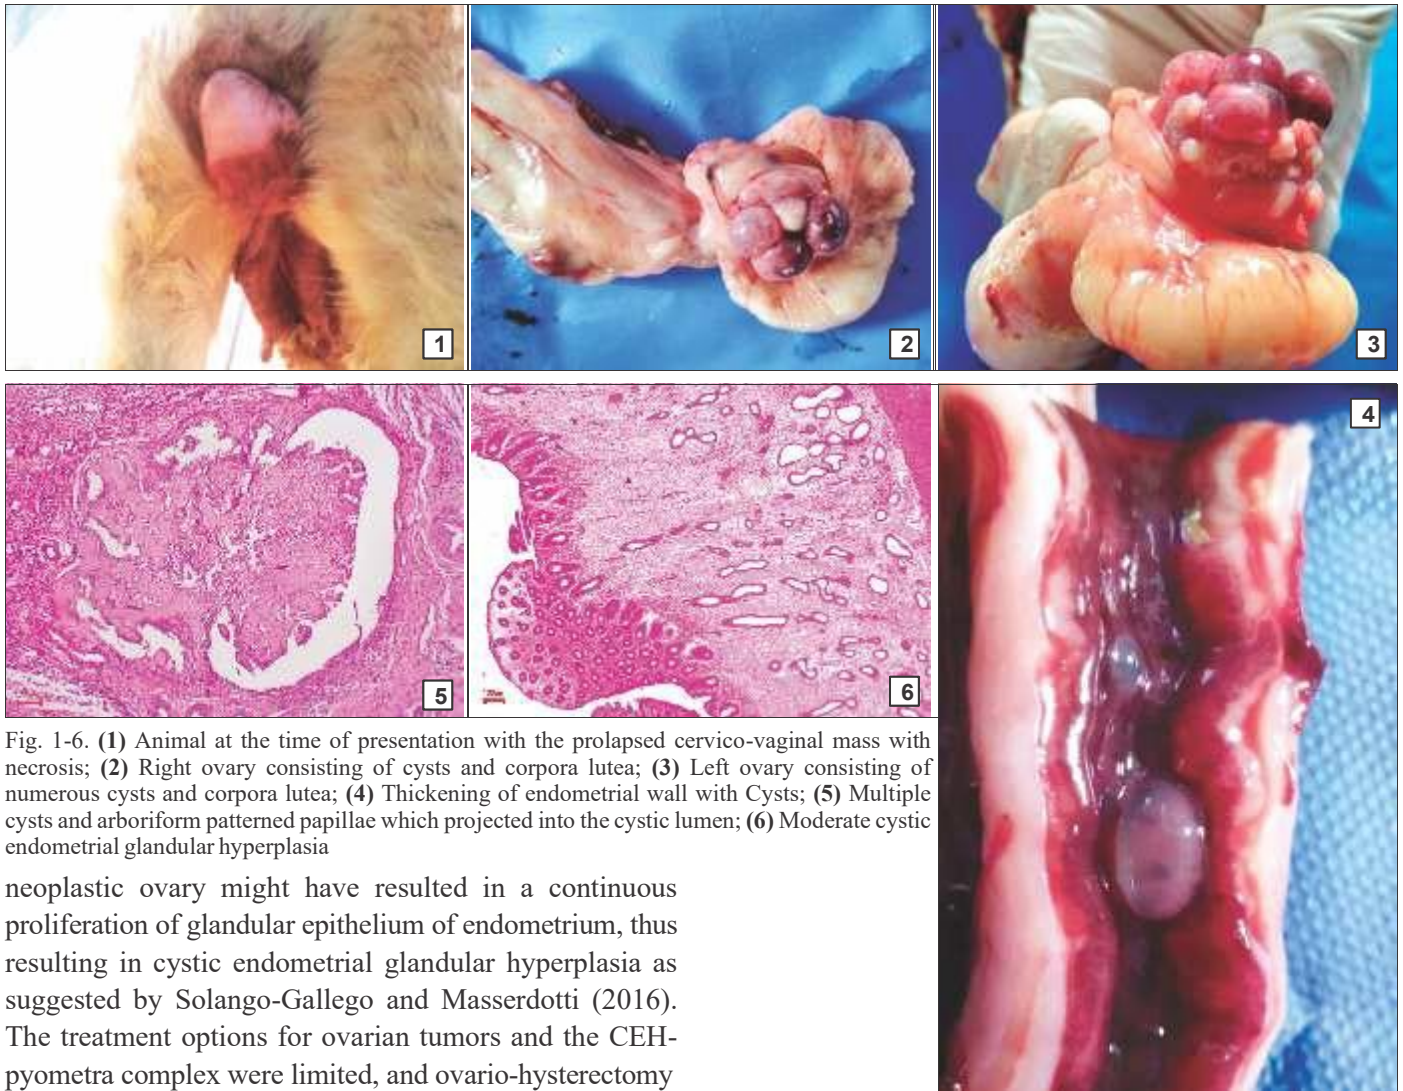 1
2
3
4
5
6
Fig. 1-6. (1) Animal at the time of presentation with the prolapsed cervico-vaginal mass with
necrosis; (2) Right ovary consisting of cysts and corpora lutea; (3) Left ovary consisting of
numerous cysts and corpora lutea; (4) Thickening of endometrial wall with Cysts; (5) Multiple
cysts and arboriform patterned papillae which projected into the cystic lumen; (6) Moderate cystic
endometrial glandular hyperplasia
neoplastic ovary might have resulted in a continuous
proliferation of glandular epithelium of endometrium, thus
resulting in cystic endometrial glandular hyperplasia as
suggested by Solango-Gallego and Masserdotti (2016).
The treatment options for ovarian tumors and the CEH-
pyometra complex were limited, and ovario-hysterectomy